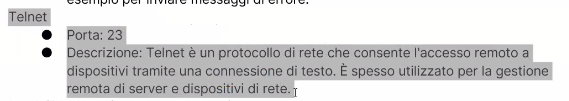 esempio per inviare messaggi di errore.
Telnet
● Porta: 23
● Descrizione: Telnet è un protocollo di rete che consente l'accesso remoto a
dispositivi tramite una connessione di testo. È spesso utilizzato per la gestione
remota di server e dispositivi di rete.